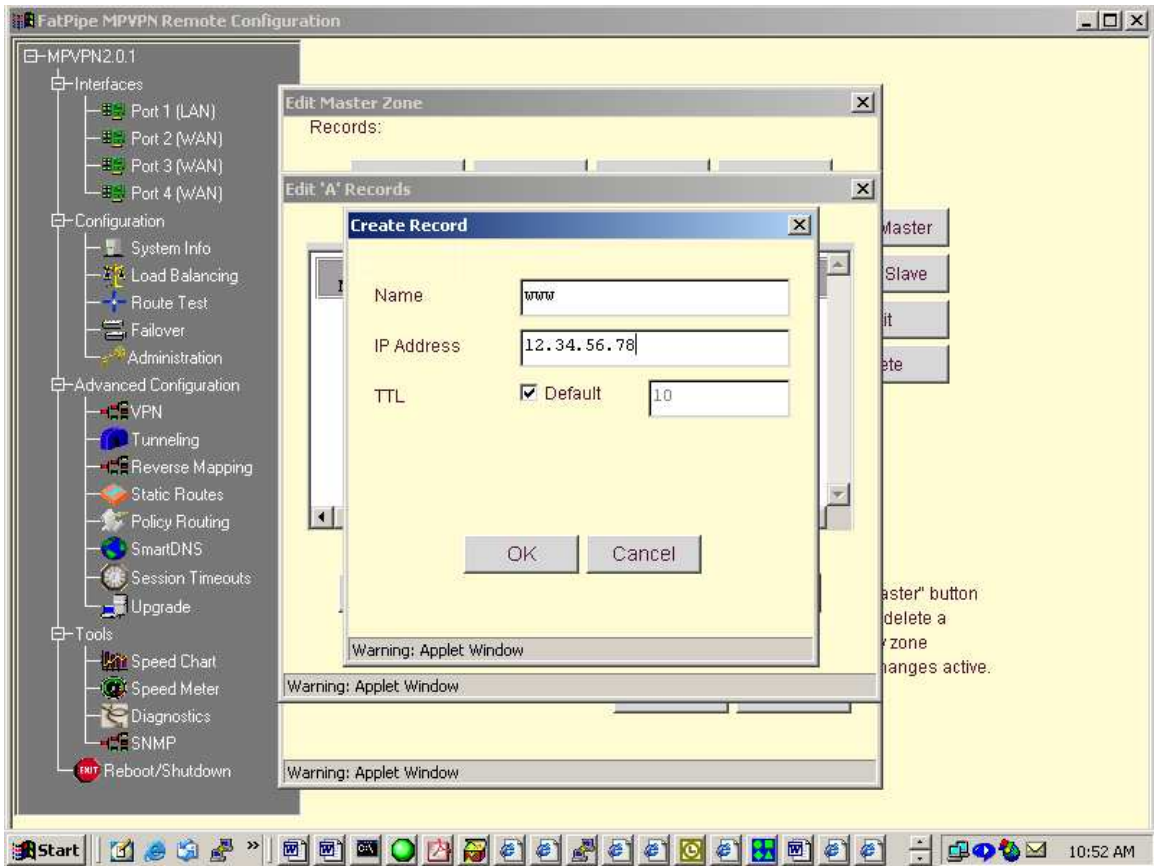 FatPipe MPVPN Remote Configuration
MPVPN2.0.1
Interfaces
Port 1 (LAN)
Port 2 (WAN)
Port 3 (WAN)
Port 4 (WAN)
Configuration
System Info
Load Balancing
Route Test
Failover
Administration
Advanced Configuration
VPN
Tunneling
Reverse Mapping
Static Routes
Policy Routing
SmartDNS
Session Timeouts
Upgrade
Tools
Speed Chart
Speed Meter
Diagnostics
SNMP
EXIT Reboot/Shutdown
Edit Master Zone
Records:
Edit 'A' Records
Create Record
Name www
IP Address 12.34.56.78
TTL Default 10
OK Cancel
Warning: Applet Window
Warning: Applet Window
Warning: Applet Window
Master
Slave
it
ete
aster" button
delete a
zone
anges active.
Start
»
10:52 AM